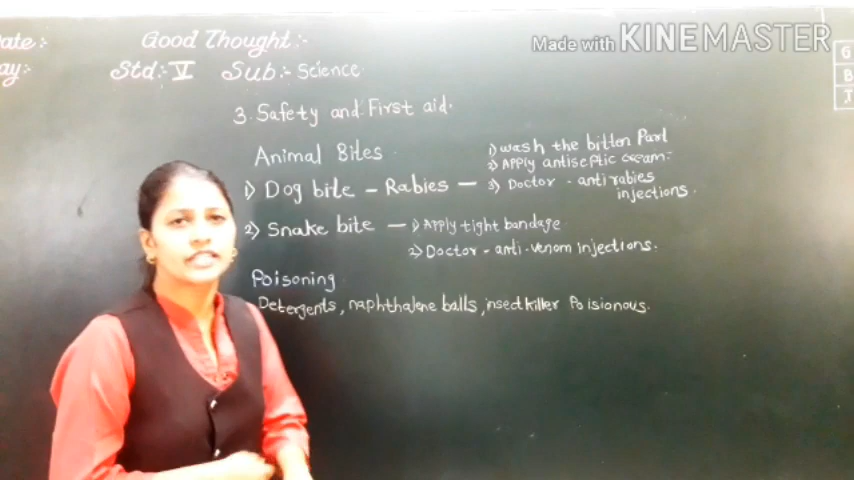 ate:- Good Thought:-
Made with KINEMASTER
ay:- Std:- V Sub:- Science.
G
B
I
3. Safety and First aid.
Animal Bites
1) Dog bite - Rabies -
1) wash the bitten Part
2) Apply antiseptic cream:
3) Doctor - anti rabies
injections.
2) Snake bite - 1) Apply tight bandage
2) Doctor - anti-venom injections.
Poisoning
Detergents, naphthalene balls, insect killer Poisionous.